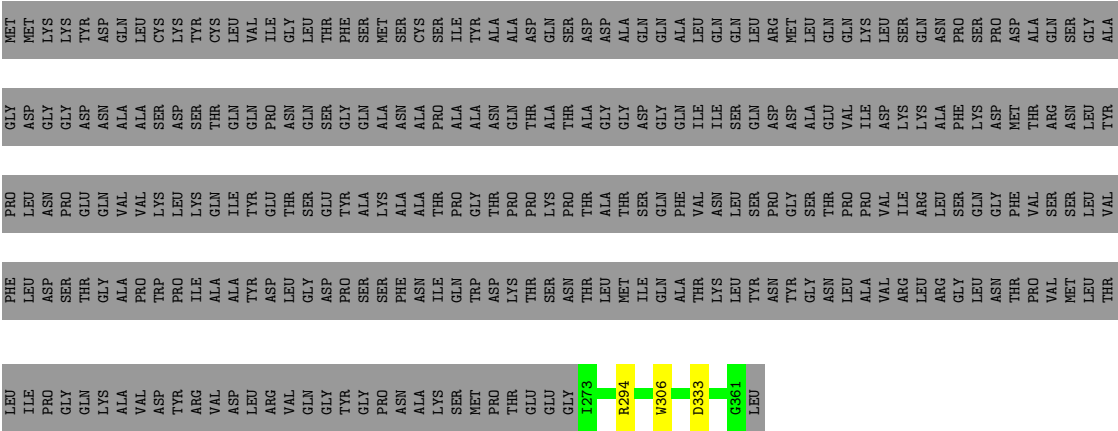 MET MET LYS LYS TYR ASP GLN LEU CYS LYS TYR CYS LEU VAL ILE GLY LEU THR PHE SER MET SER CYS SER ILE TYR ALA ALA ASP GLN SER ASP ASP ALA GLN GLN ALA LEU GLN GLN LEU ARG MET LEU GLN GLN LYS LEU SER GLN ASN PRO SER PRO ASP ALA GLN SER GLY ALA
GLY ASP GLY GLY ASP ASN ALA ALA SER ASP SER THR GLN GLN PRO ASN GLN SER GLY GLN ALA ASN ALA PRO ALA ALA ASN GLN THR ALA THR ALA GLY GLY ASP GLY GLN ILE ILE SER GLN ASP ASP ALA GLU VAL ILE ASP LYS LYS ALA PHE LYS ASP MET THR ARG ASN LEU TYR
PRO LEU ASN PRO GLU GLN VAL VAL LYS LEU LYS GLN ILE TYR GLU THR SER GLU TYR ALA LYS ALA ALA THR PRO GLY THR PRO PRO LYS PRO THR ALA THR SER GLN PHE VAL ASN LEU SER PRO GLY SER THR PRO PRO VAL ILE ARG LEU SER GLN GLY PHE VAL SER SER LEU VAL
PHE LEU ASP SER THR GLY ALA PRO TRP PRO ILE ALA ALA TYR ASP LEU GLY ASP PRO SER SER PHE ASN ILE GLN TRP ASP LYS THR SER ASN THR LEU MET ILE GLN ALA THR LYS LEU TYR ASN TYR GLY ASN LEU ALA VAL ARG LEU ARG GLY LEU ASN THR PRO VAL MET LEU THR
LEU ILE PRO GLY GLN LYS ALA VAL ASP TYR ARG VAL ASP LEU ARG VAL GLN GLY TYR GLY PRO ASN ALA LYS SER MET PRO THR GLU GLU GLY I273 R294 W306 D333 G361 LEU